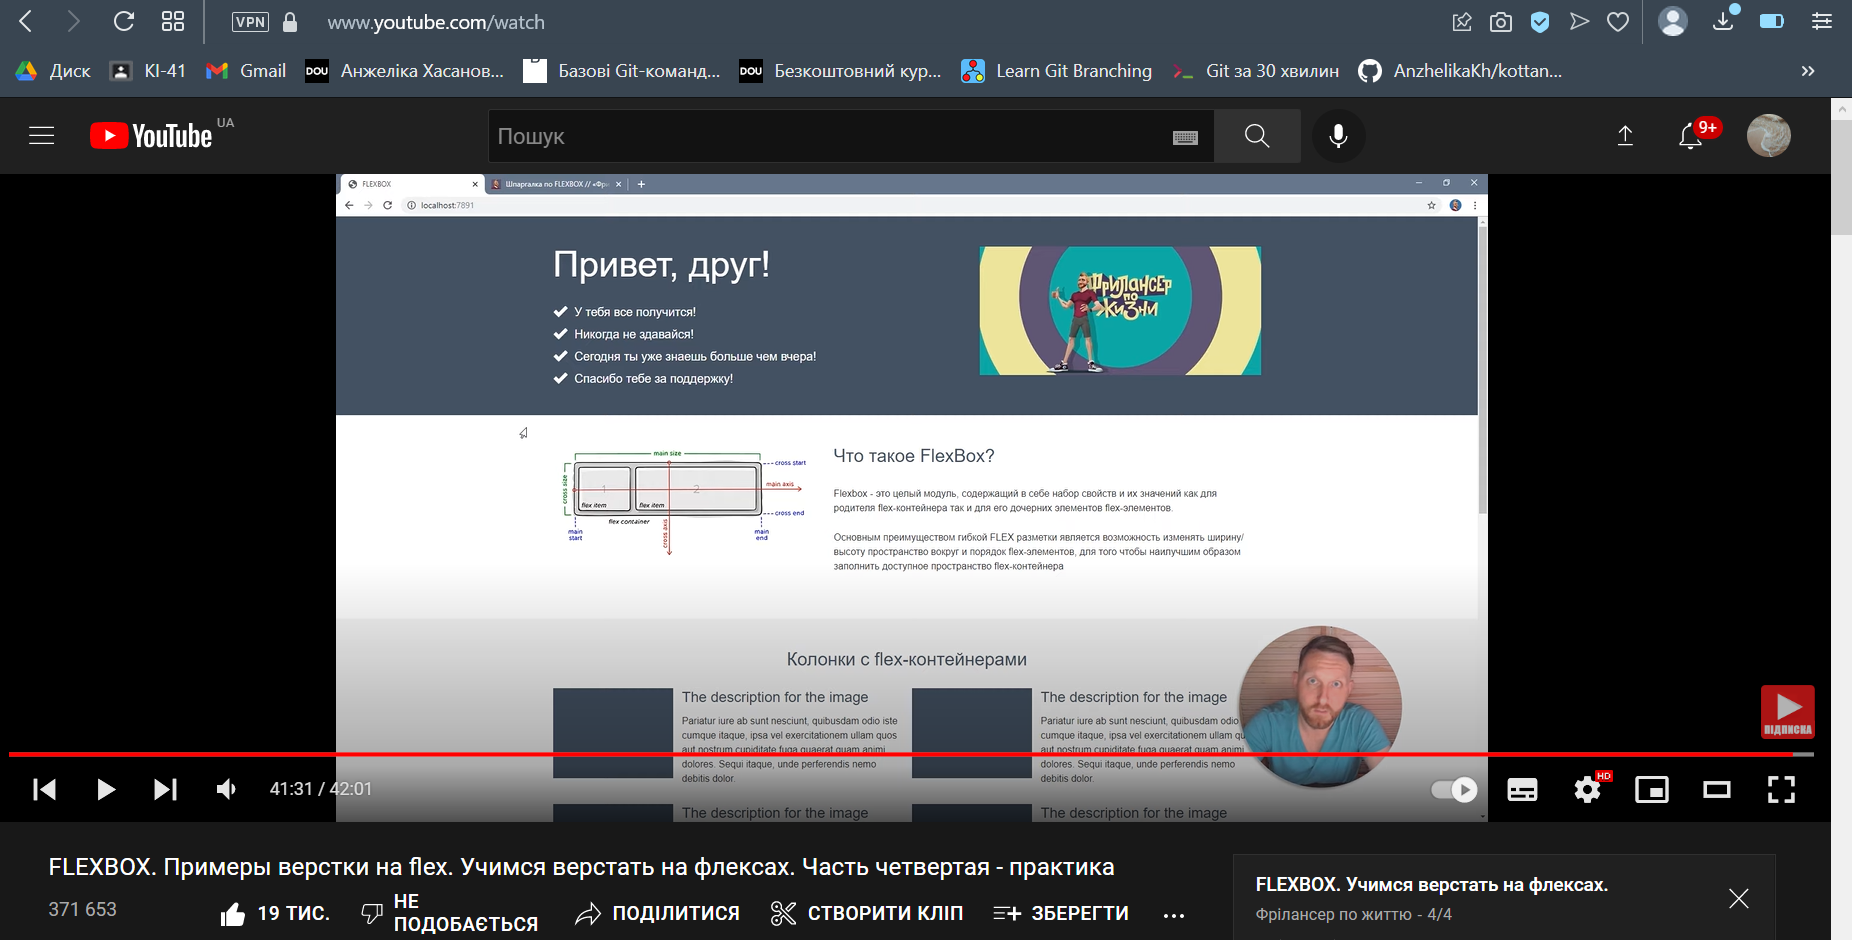 VPN
www.youtube.com/watch
Диск
KI-41
Gmail
DOU
Анжеліка Хасанов...
Базові Git-команд...
DOU
Безкоштовний кур...
Learn Git Branching
Git за 30 хвилин
AnzhelikaKh/kottan...
YouTube
UA
Пошук
9+
FLEXBOX
Шпаргалка по FLEXBOX // «Фри
localhost:7891
Привет, друг!
У тебя все получится!
Никогда не здавайся!
Сегодня ты уже знаешь больше чем вчера!
Спасибо тебе за поддержку!
Фрилансер
по
жизни
main size
cross start
cross size
1
2
main axis
flex item
flex item
cross end
flex container
main start
cross axis
main end
Что такое FlexBox?
Flexbox - это целый модуль, содержащий в себе набор свойств и их значений как для
родителя flex-контейнера так и для его дочерних элементов flex-элементов.
Основным преимуществом гибкой FLEX разметки является возможность изменять ширину/
высоту пространство вокруг и порядок flex-элементов, для того чтобы наилучшим образом
заполнить доступное пространство flex-контейнера
Колонки с flex-контейнерами
The description for the image
Pariatur iure ab sunt nesciunt, quibusdam odio iste
cumque itaque, ipsa vel exercitationem ullam quos
aut nostrum cupiditate fuga quaerat quam animi
dolores. Sequi itaque, unde perferendis nemo
debitis dolor.
The description for the image
Pariatur iure ab sunt nesciunt, quibusdam odio
cumque itaque, ipsa vel exercitationem ullam qu
aut nostrum cupiditate fuga quaerat quam animi
dolores. Sequi itaque, unde perferendis nemo
debitis dolor.
The description for the image
The description for the image
ПІДПИСКА
41:31 / 42:01
HD
FLEXBOX. Примеры верстки на flex. Учимся верстать на флексах. Часть четвертая - практика
371 653
19 ТИС.
НЕ
ПОДОБАЄТЬСЯ
ПОДІЛИТИСЯ
СТВОРИТИ КЛІП
ЗБЕРЕГТИ
...
FLEXBOX. Учимся верстать на флексах.
Фрілансер по життю - 4/4